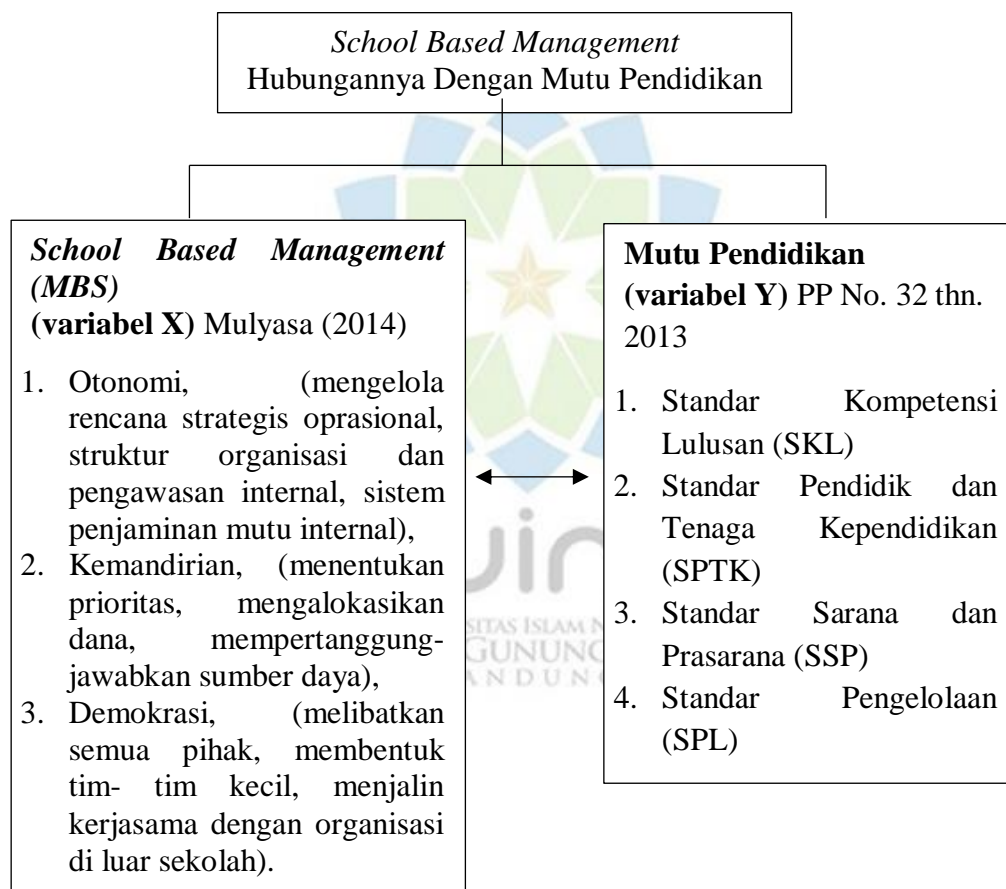 School Based Management
Hubungannya Dengan Mutu Pendidikan
School Based Management
(MBS)
(variabel X) Mulyasa (2014)
1. Otonomi, (mengelola
rencana strategis oprasional,
struktur organisasi dan
pengawasan internal, sistem
penjaminan mutu internal),
2. Kemandirian, (menentukan
prioritas, mengalokasikan
dana, mempertanggung-
jawabkan sumber daya),
3. Demokrasi, (melibatkan
semua pihak, membentuk
tim- tim kecil, menjalin
kerjasama dengan organisasi
di luar sekolah).
Mutu Pendidikan
(variabel Y) PP No. 32 thn.
2013
1. Standar Kompetensi
Lulusan (SKL)
2. Standar Pendidik dan
Tenaga Kependidikan
(SPTK)
3. Standar Sarana dan
Prasarana (SSP)
4. Standar Pengelolaan
(SPL)